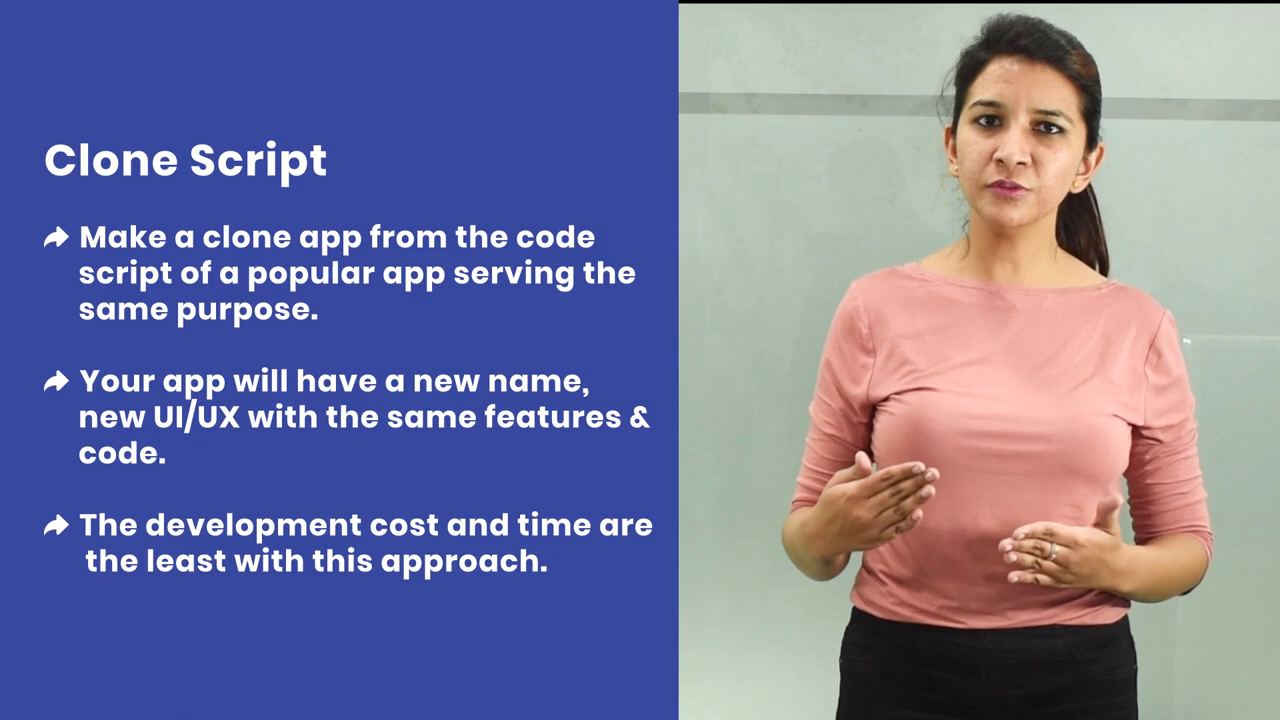 Clone Script
Make a clone app from the code
script of a popular app serving the
same purpose.
Your app will have a new name,
new UI/UX with the same features &
code.
The development cost and time are
the least with this approach.